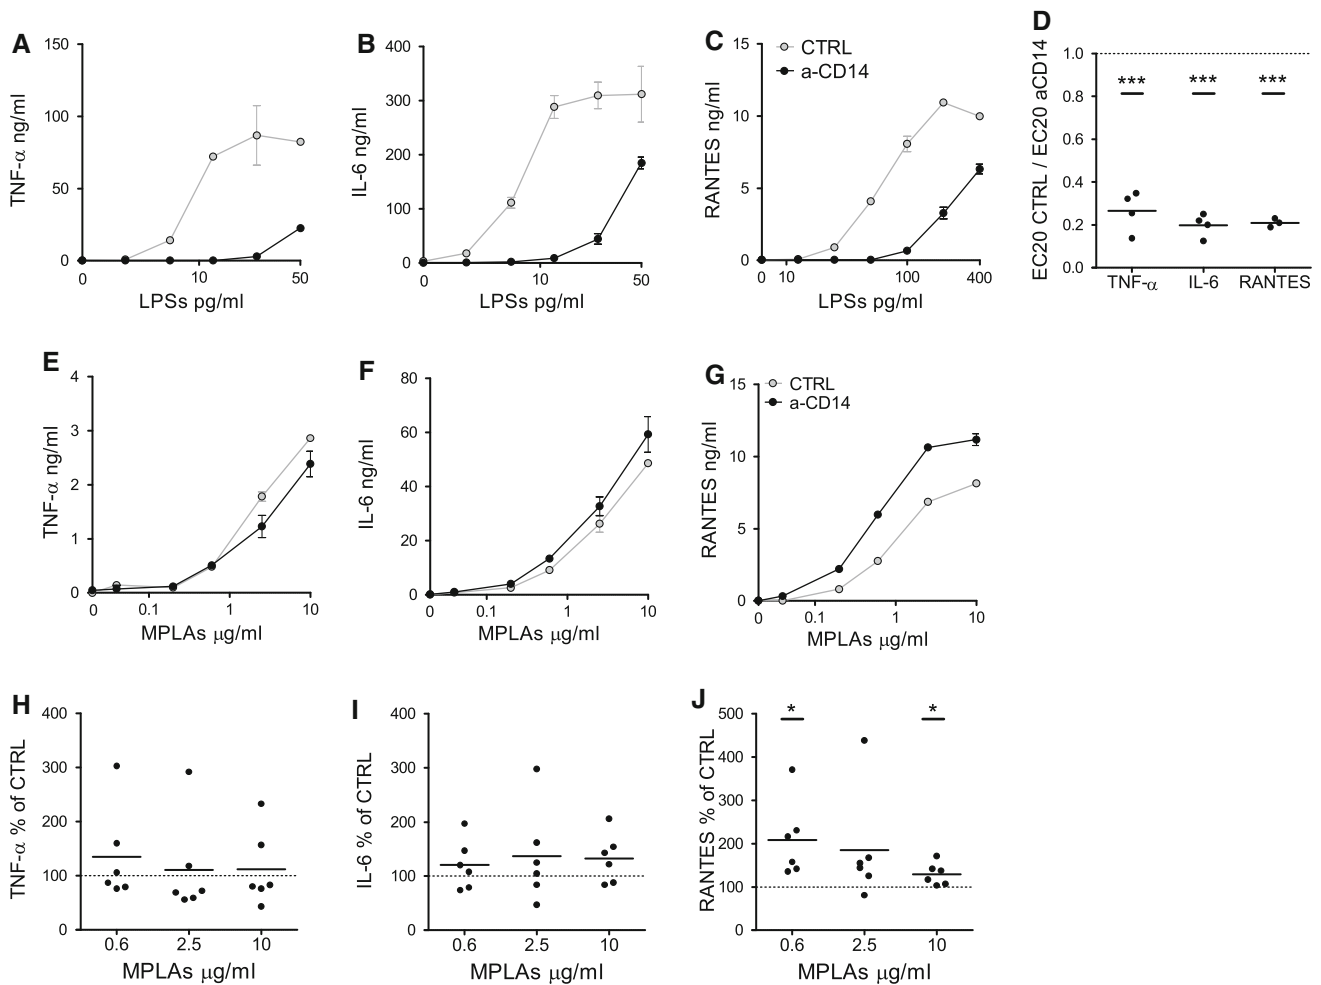 A
TNF-α ng/ml
150
100
50
0
0 10 50
LPSs pg/ml
B
IL-6 ng/ml
400
300
200
100
0
0 10 50
LPSs pg/ml
C
RANTES ng/ml
15
10
5
0
CTRL
a-CD14
0 10 100 400
LPSs pg/ml
D
EC20 CTRL / EC20 aCD14
1.0
0.8
0.6
0.4
0.2
0.0
*** *** ***
TNF-α IL-6 RANTES
E
TNF-α ng/ml
4
3
2
1
0
0 0.1 1 10
MPLAs μg/ml
F
IL-6 ng/ml
80
60
40
20
0
0 0.1 1 10
MPLAs μg/ml
G
RANTES ng/ml
15
10
5
0
CTRL
a-CD14
0 0.1 1 10
MPLAs μg/ml
H
TNF-α % of CTRL
400
300
200
100
0
0.6 2.5 10
MPLAs μg/ml
I
IL-6 % of CTRL
400
300
200
100
0
0.6 2.5 10
MPLAs μg/ml
J
RANTES % of CTRL
500
400
300
200
100
0
* *
0.6 2.5 10
MPLAs μg/ml